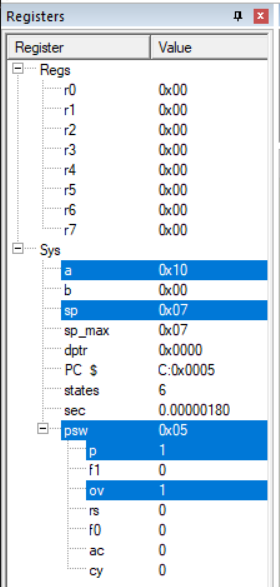 Registers
Register Value
Regs
r0 0x00
r1 0x00
r2 0x00
r3 0x00
r4 0x00
r5 0x00
r6 0x00
r7 0x00
Sys
a 0x10
b 0x00
sp 0x07
sp_max 0x07
dptr 0x0000
PC $ C:0x0005
states 6
sec 0.00000180
psw 0x05
p 1
f1 0
ov 1
rs 0
f0 0
ac 0
cy 0